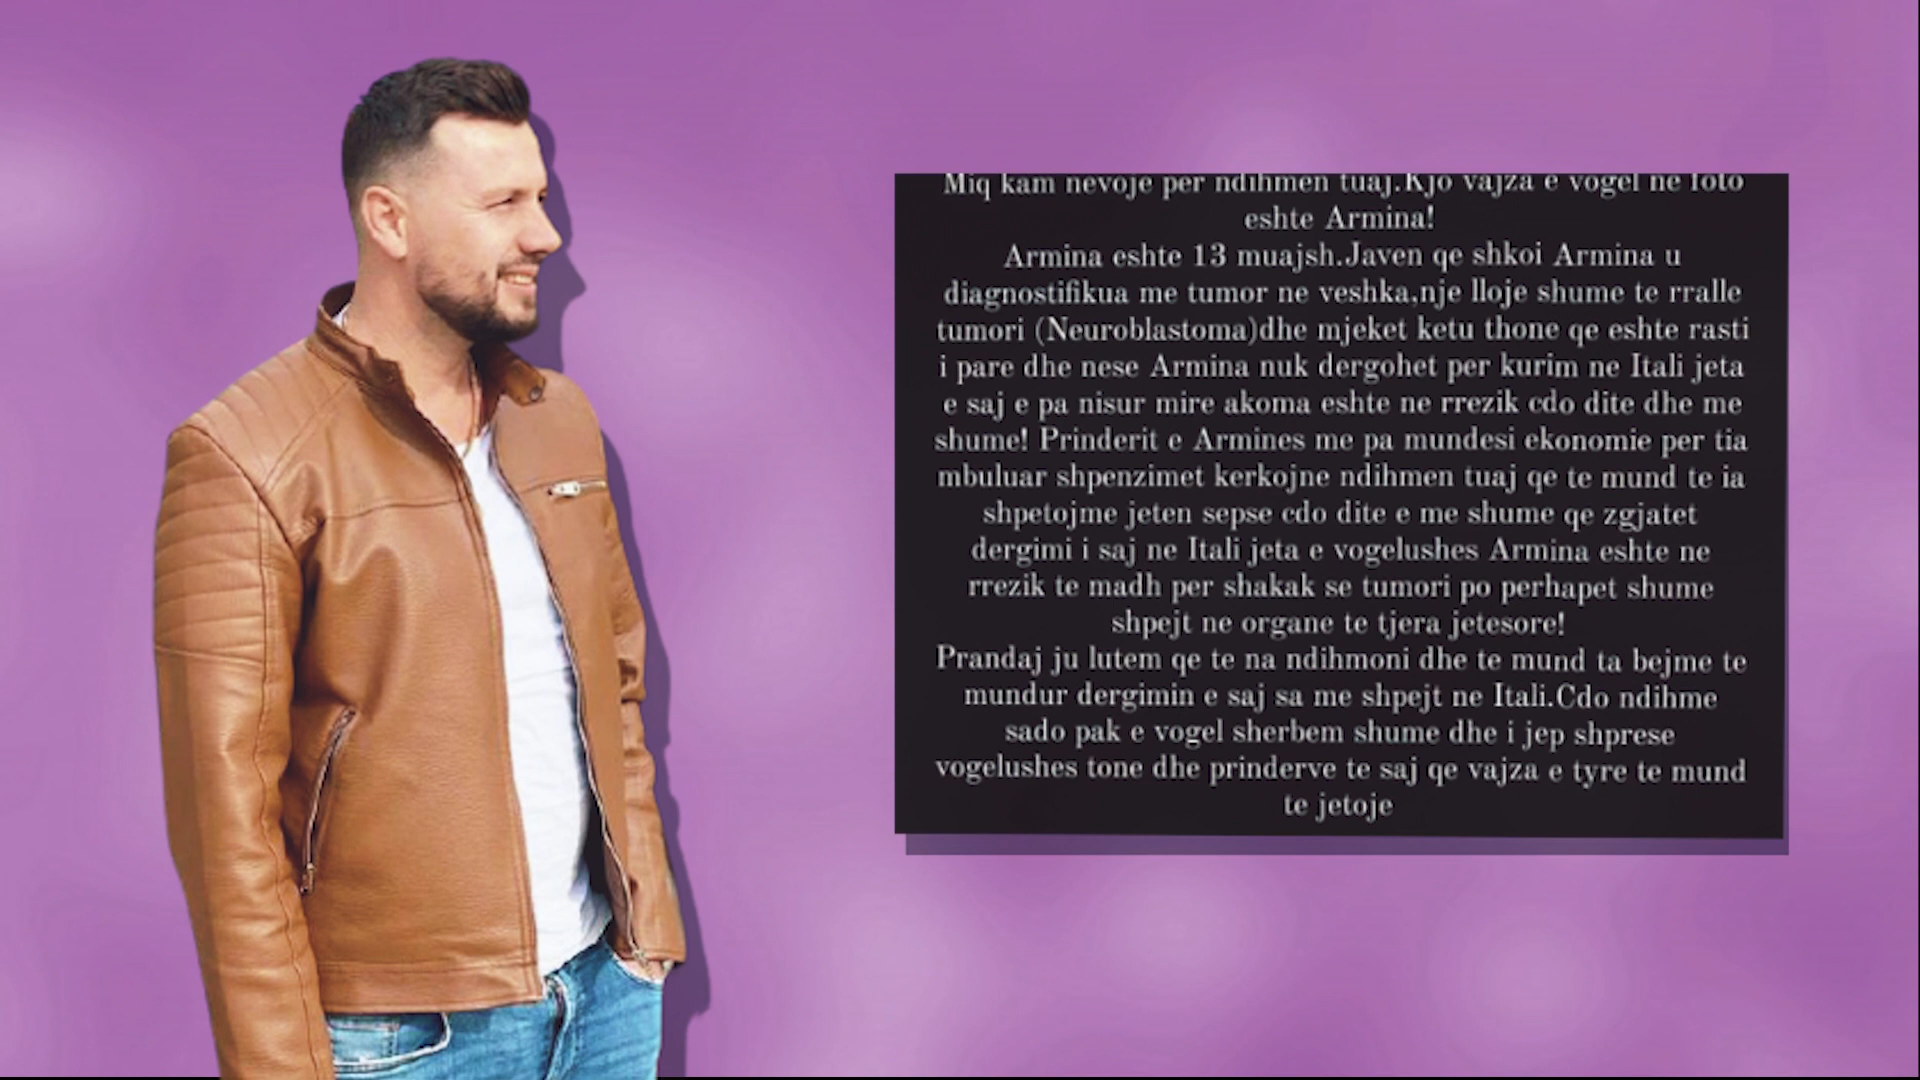 Miq kam nevoje per ndihmen tuaj.Kjo vajza e vogel ne foto
eshte Armina!
Armina eshte 13 muajsh.Javen qe shkoi Armina u
diagnostifikua me tumor ne veshka,nje lloje shume te rralle
tumori (Neuroblastoma)dhe mjeket ketu thone qe eshte rasti
i pare dhe nese Armina nuk dergohet per kurim ne Itali jeta
e saj e pa nisur mire akoma eshte ne rrezik cdo dite dhe me
shume! Prinderit e Armines me pa mundesi ekonomie per tia
mbuluar shpenzimet kerkojne ndihmen tuaj qe te mund te ia
shpetojme jeten sepse cdo dite e me shume qe zgjatet
dergimi i saj ne Itali jeta e vogelushes Armina eshte ne
rrezik te madh per shakak se tumori po perhapet shume
shpejt ne organe te tjera jetesore!
Prandaj ju lutem qe te na ndihmoni dhe te mund ta bejme te
mundur dergimin e saj sa me shpejt ne Itali.Cdo ndihme
sado pak e vogel sherbem shume dhe i jep shprese
vogelushes tone dhe prinderve te saj qe vajza e tyre te mund
te jetoje